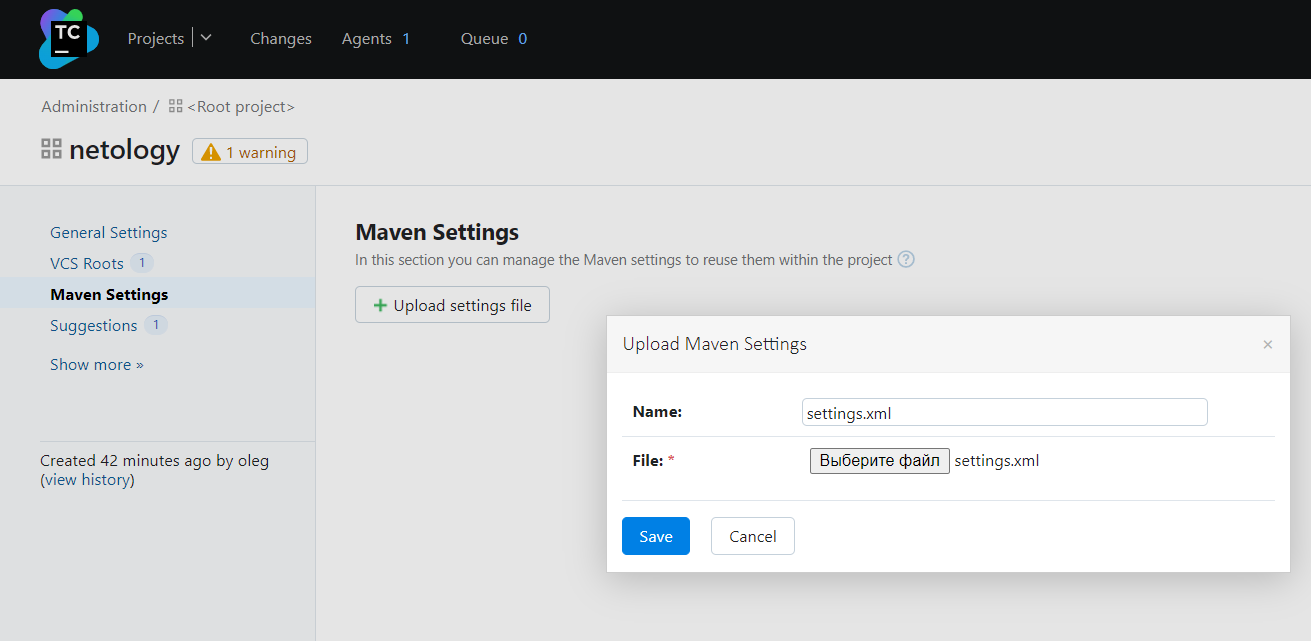 TC
Projects
Changes
Agents 1
Queue 0
Administration / <Root project>
netology
1 warning
General Settings
VCS Roots 1
Maven Settings
Suggestions 1
Show more »
Created 42 minutes ago by oleg
(view history)
Maven Settings
In this section you can manage the Maven settings to reuse them within the project ?
+ Upload settings file
Upload Maven Settings ×
Name: settings.xml
File: * Выберите файл settings.xml
Save Cancel